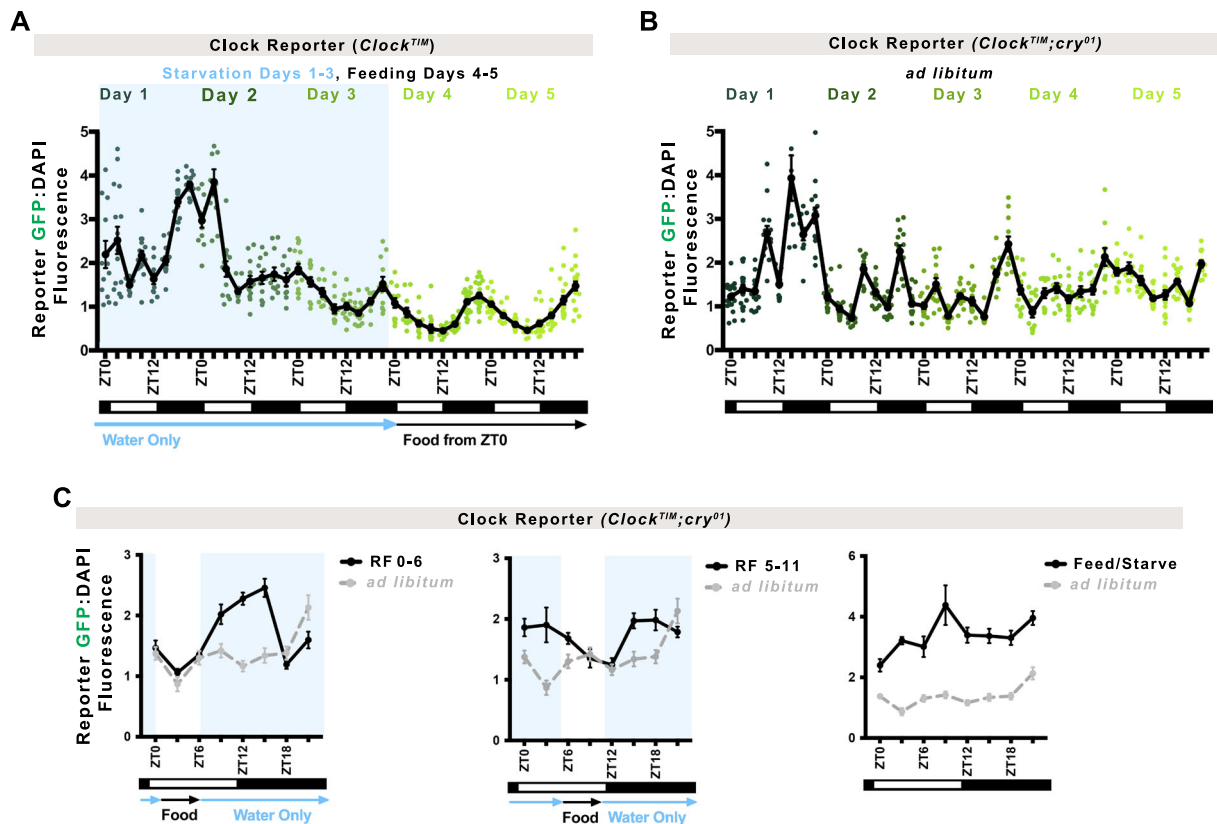 A
Clock Reporter (Clock^TIM)
Starvation Days 1-3, Feeding Days 4-5
Day 1 Day 2 Day 3 Day 4 Day 5
Reporter GFP:DAPI
Fluorescence
5
4
3
2
1
0
ZT0 ZT12 ZT0 ZT12 ZT0 ZT12 ZT0 ZT12 ZT0 ZT12
Water Only Food from ZT0
B
Clock Reporter (Clock^TIM;cry^01)
ad libitum
Day 1 Day 2 Day 3 Day 4 Day 5
Reporter GFP:DAPI
Fluorescence
5
4
3
2
1
0
ZT0 ZT12 ZT0 ZT12 ZT0 ZT12 ZT0 ZT12 ZT0 ZT12
C
Clock Reporter (Clock^TIM;cry^01)
Reporter GFP:DAPI
Fluorescence
3
2
1
0
RF 0-6
ad libitum
ZT0 ZT6 ZT12 ZT18
Food Water Only
3
2
1
0
RF 5-11
ad libitum
ZT0 ZT6 ZT12 ZT18
Food Water Only
6
4
2
0
Feed/Starve
ad libitum
ZT0 ZT6 ZT12 ZT18